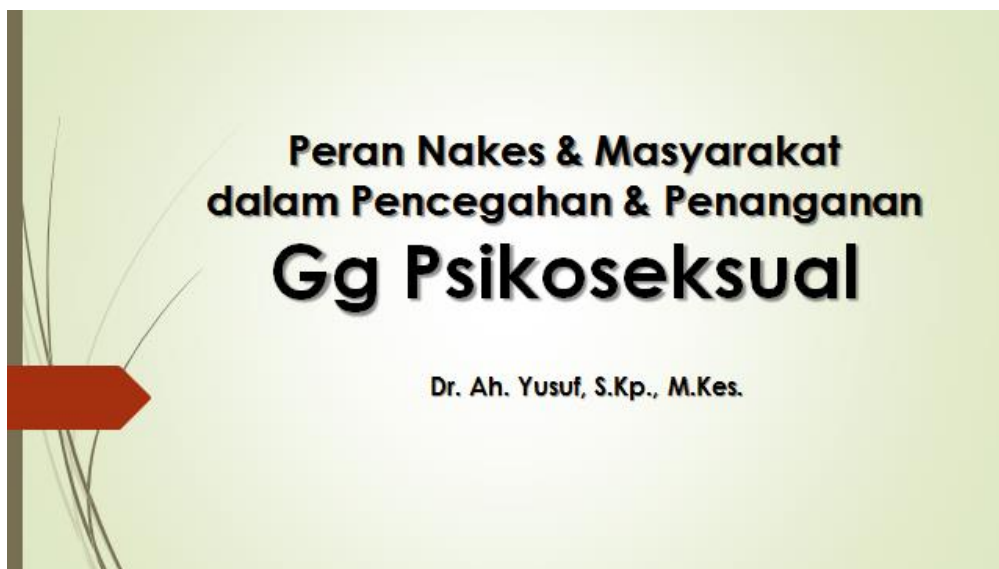 Peran Nakes & Masyarakat
dalam Pencegahan & Penanganan
Gg Psikoseksual
Dr. Ah. Yusuf, S.Kp., M.Kes.